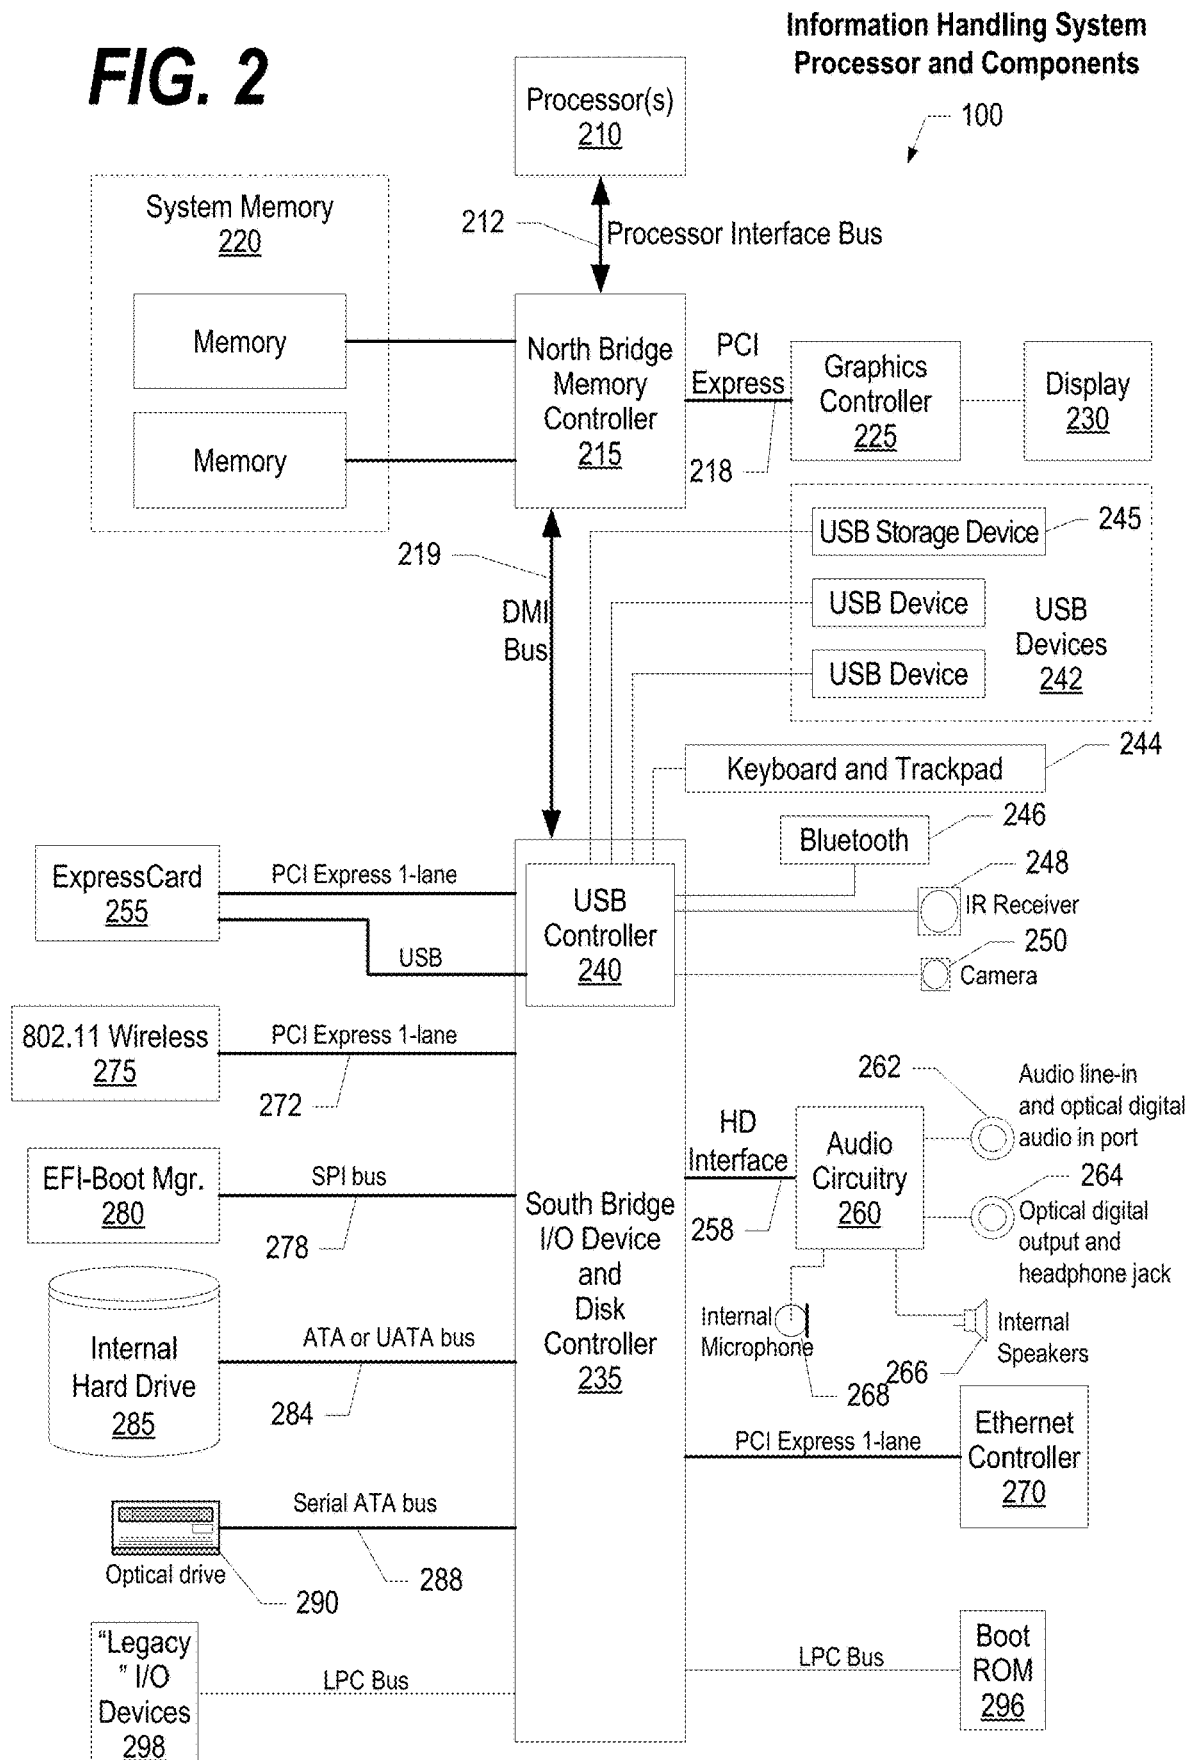 FIG. 2
Information Handling System
Processor and Components
100
Processor(s)
210
212
Processor Interface Bus
System Memory
220
Memory
Memory
North Bridge
Memory
Controller
215
PCI
Express
218
Graphics
Controller
225
Display
230
219
DMI
Bus
USB Storage Device
245
USB Device
USB Device
USB
Devices
242
Keyboard and Trackpad
244
Bluetooth
246
248
IR Receiver
250
Camera
ExpressCard
255
PCI Express 1-lane
USB
USB
Controller
240
802.11 Wireless
275
PCI Express 1-lane
272
EFI-Boot Mgr.
280
SPI bus
278
South Bridge
I/O Device
and
Disk
Controller
235
HD
Interface
258
Audio
Circuitry
260
262
Audio line-in
and optical digital
audio in port
264
Optical digital
output and
headphone jack
Internal
Microphone
268
266
Internal
Speakers
Internal
Hard Drive
285
ATA or UATA bus
284
PCI Express 1-lane
Ethernet
Controller
270
Serial ATA bus
288
Optical drive
290
“Legacy
” I/O
Devices
298
LPC Bus
LPC Bus
Boot
ROM
296